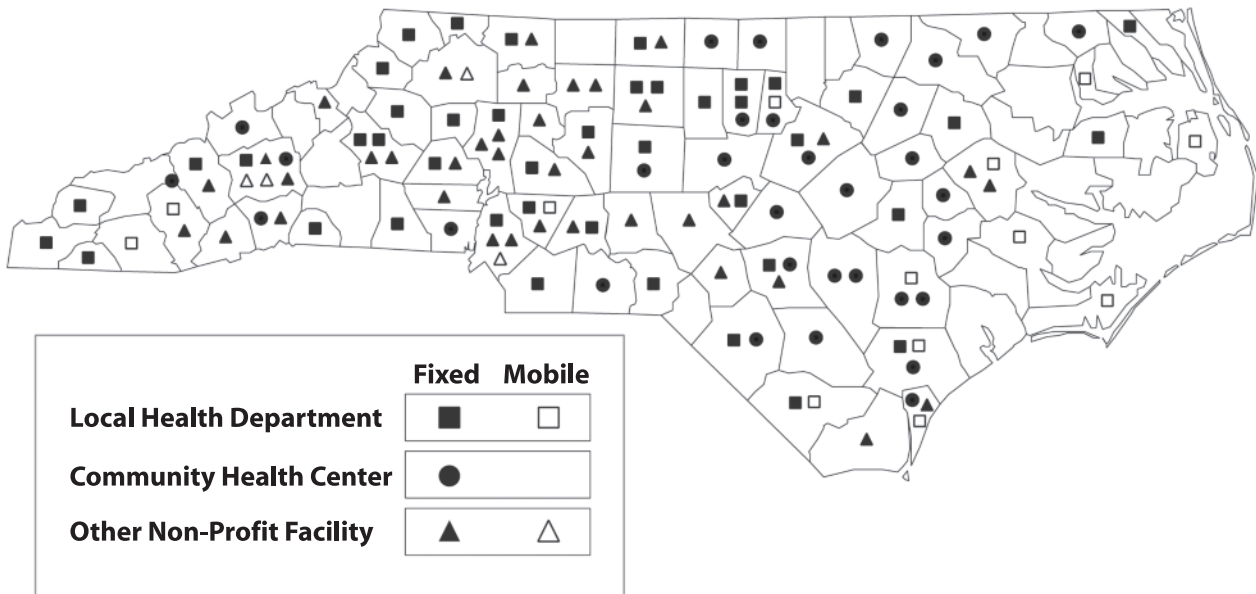 Fixed Mobile
Local Health Department
Community Health Center
Other Non-Profit Facility